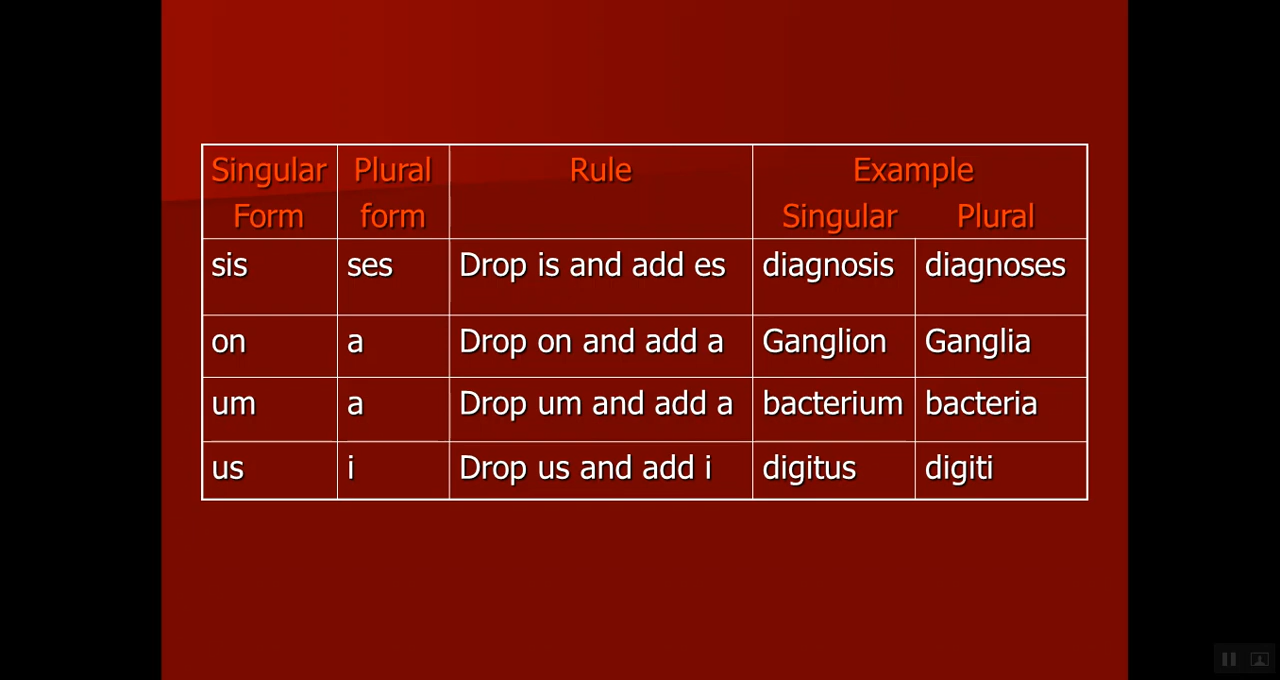 Singular Plural Rule Example
Form form Singular Plural
sis ses Drop is and add es diagnosis diagnoses
on a Drop on and add a Ganglion Ganglia
um a Drop um and add a bacterium bacteria
us i Drop us and add i digitus digiti